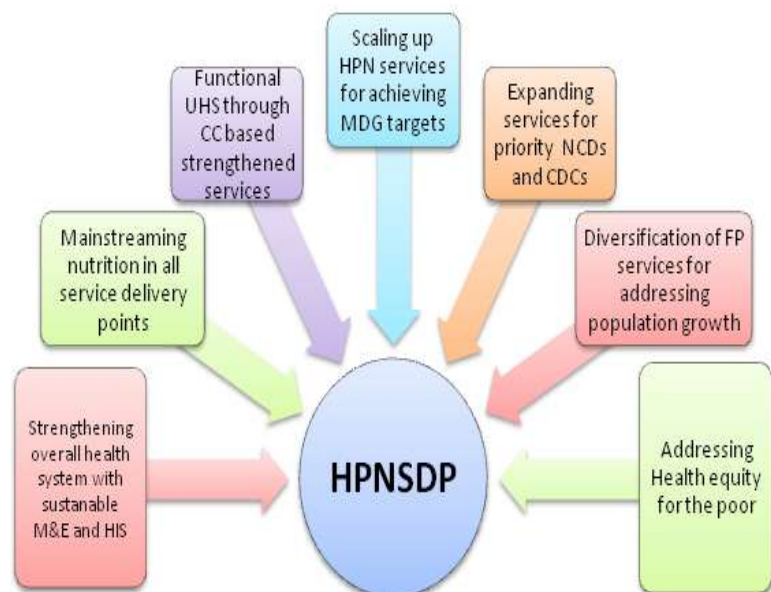 Scaling up
HPN services
for achieving
MDG targets
Functional
UHS through
CC based
strengthened
services
Expanding
services for
priority NCDs
and CDCs
Mainstreaming
nutrition in all
service delivery
points
Diversification of FP
services for
addressing
population growth
Strengthening
overall health
system with
sustanable
M&E and HIS
HPNSDP
Addressing
Health equity
for the poor